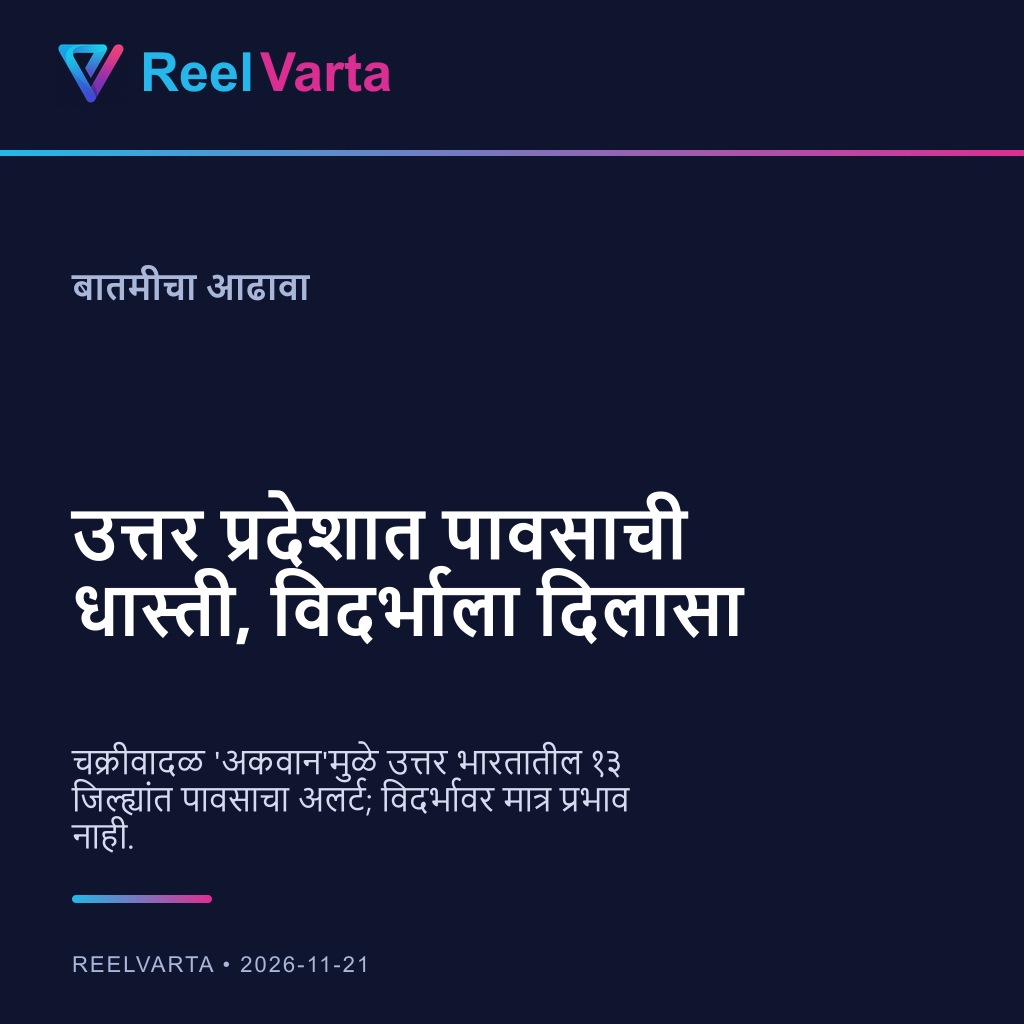 ReelVarta
बातमीचा आढावा
उत्तर प्रदेशात पावसाची
धास्ती, विदर्भाला दिलासा
चक्रीवादळ 'अकवान'मुळे उत्तर भारतातील १३
जिल्ह्यांत पावसाचा अलर्ट; विदर्भावर मात्र प्रभाव
नाही.
REELVARTA • 2026-11-21